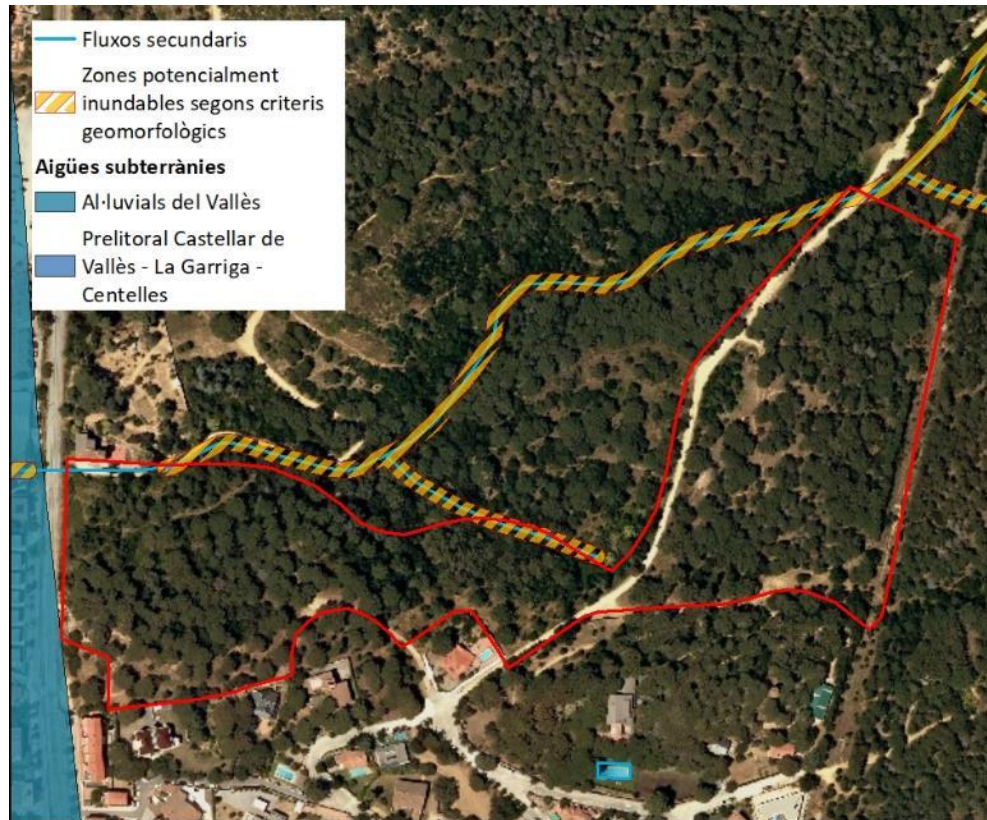 Fluxos secundaris
Zones potencialment
inundables segons criteris
geomorfològics
Aigües subterrànies
Al·luvials del Vallès
Prelitoral Castellar de
Vallès - La Garriga -
Centelles